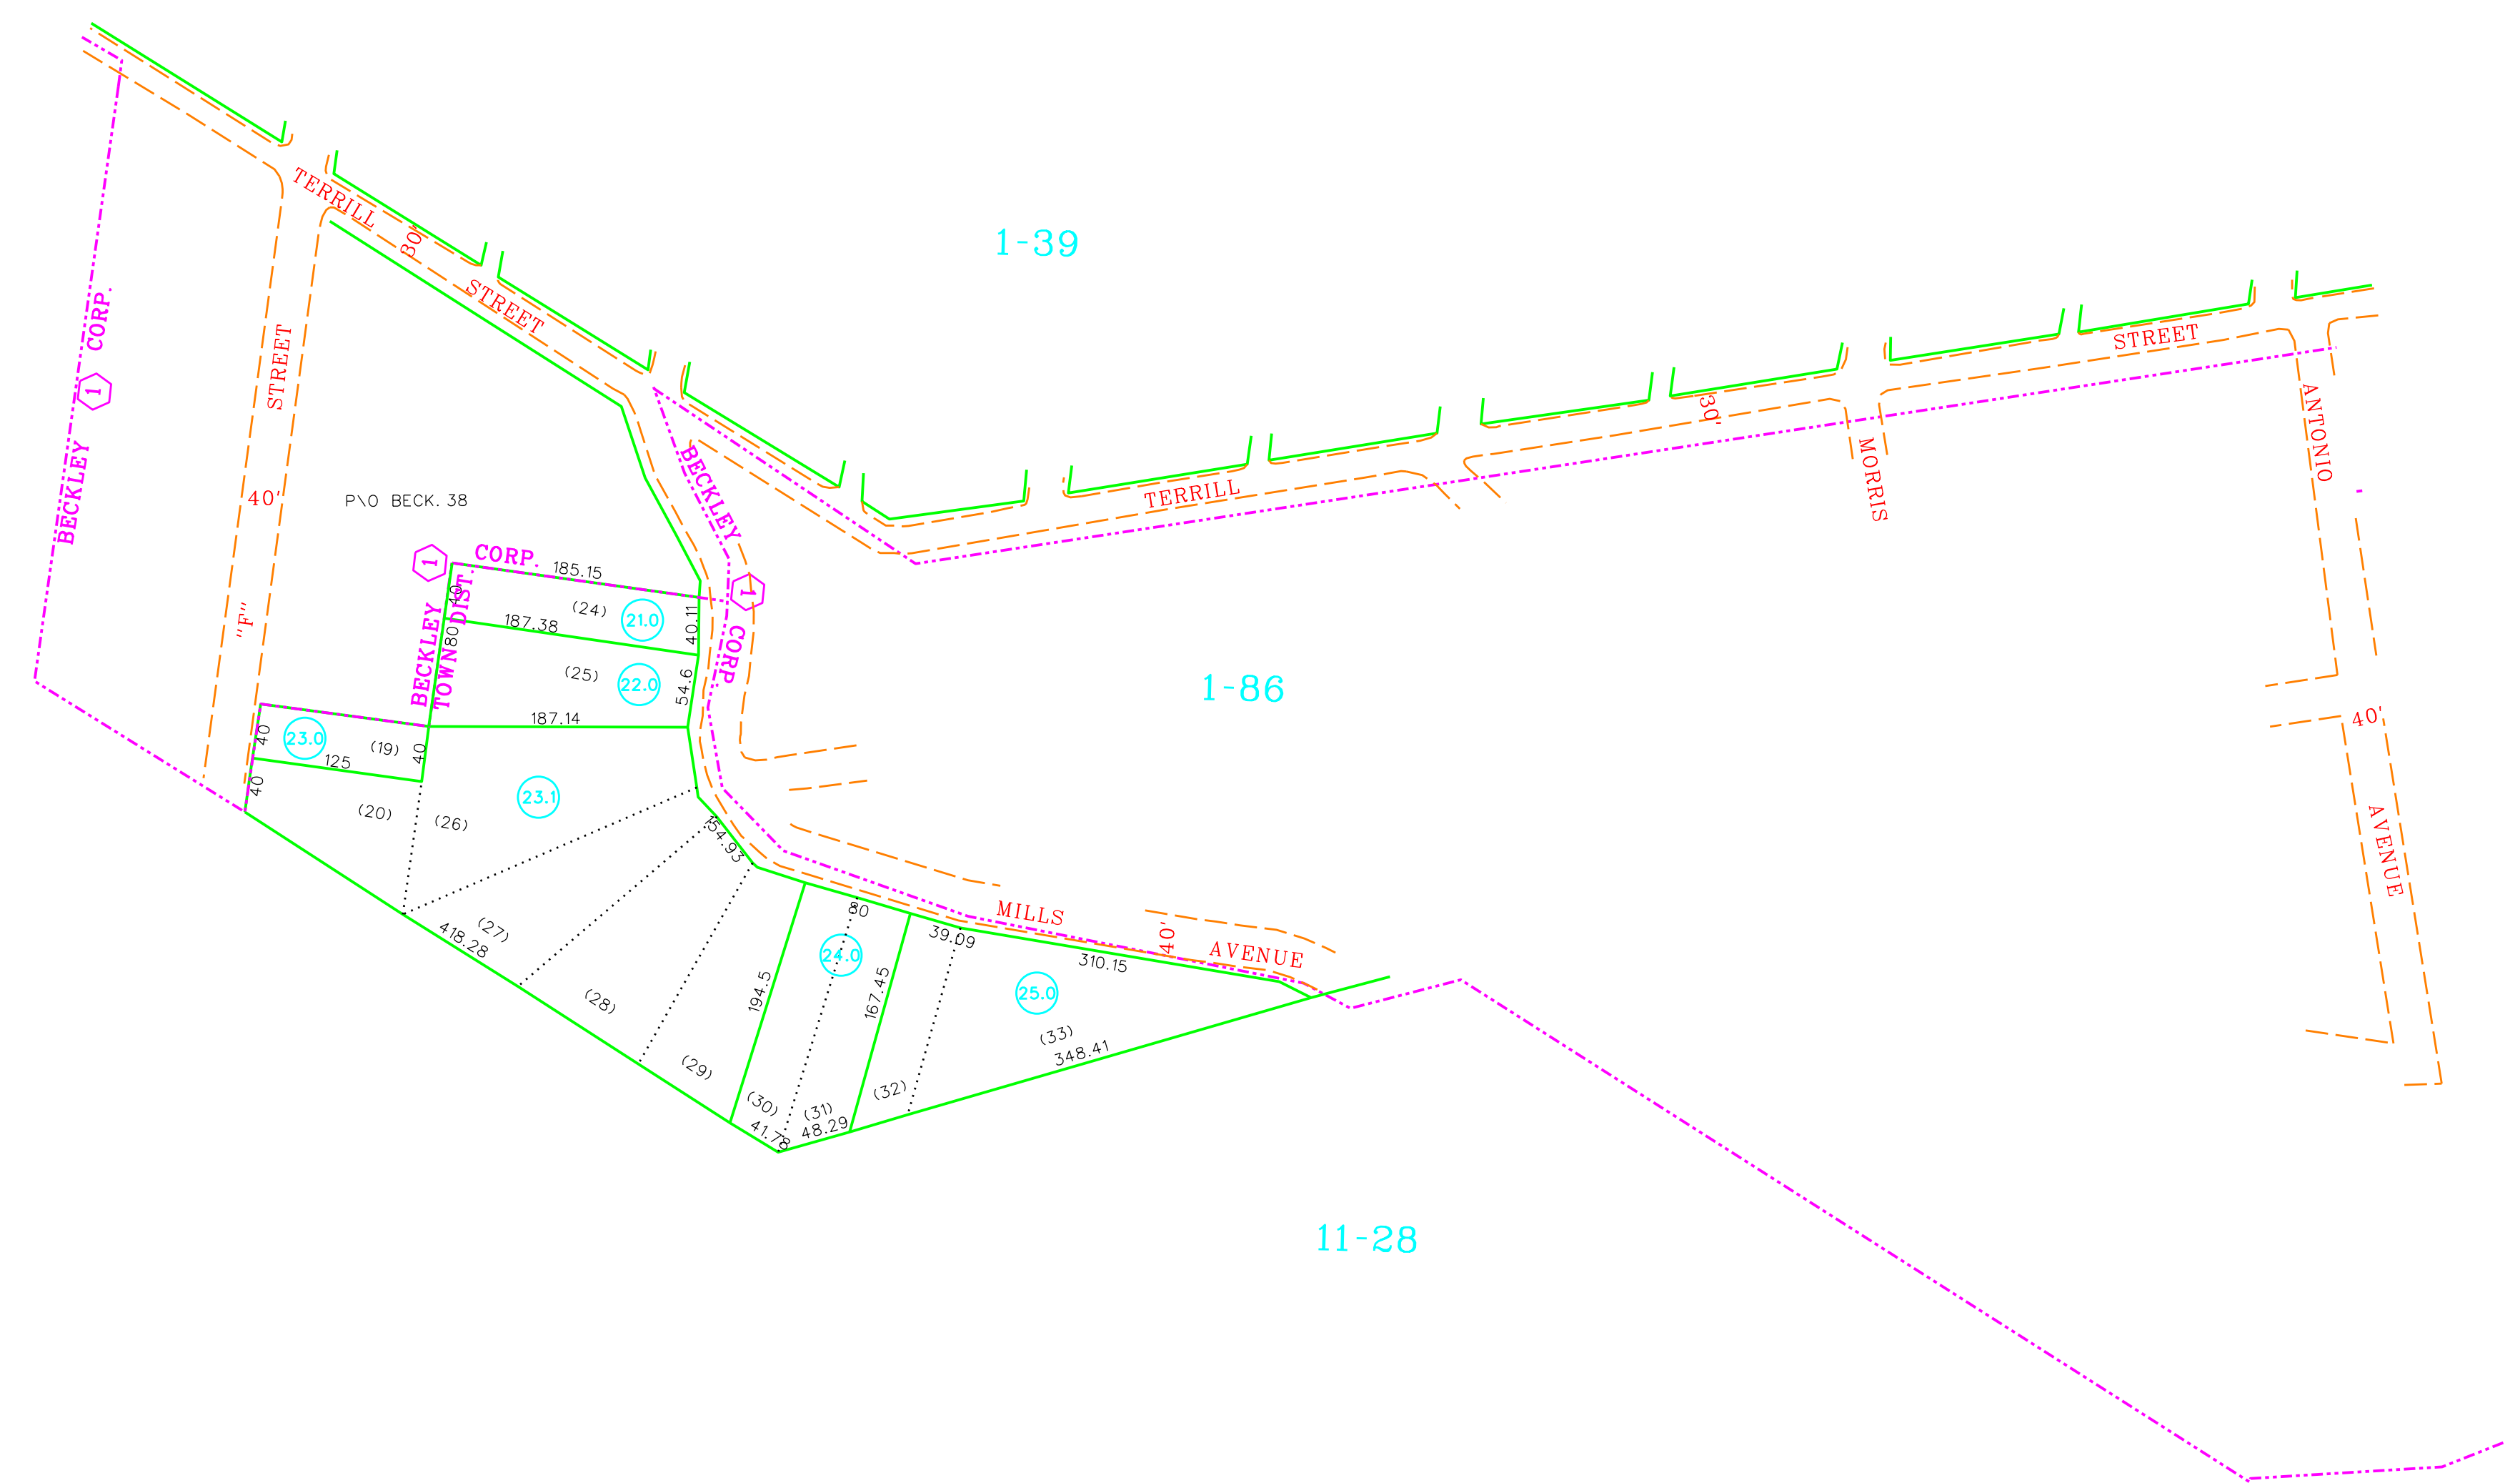 TERRILL
30'
STREET
1-39
BECKLEY
1
CORP.
STREET
40'
"F"
P\O BECK. 38
BECKLEY
1
CORP
TERRILL
30'
STREET
MORRIS
ANTONIO
40'
AVENUE
1
CORP.
BECKLEY
TOWN DIST.
185.15
40
(24)
21.0
40.11
187.38
80
(25)
22.0
54.6
187.14
1-86
23.0
40
(19)
40
125
40
(20)
(26)
23.1
154.93
(27)
418.28
(28)
(29)
194.5
80
24.0
167.45
39.09
MILLS
40'
AVENUE
310.15
25.0
(33)
348.41
(32)
(30)
(31)
41.78
48.29
11-28